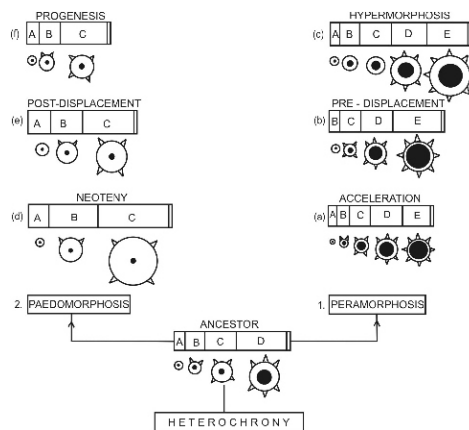 PROGENESIS
(f) A B C
HYPERMORPHOSIS
(c) A B C D E
POST-DISPLACEMENT
(e) A B C
PRE - DISPLACEMENT
(b) B C D E
NEOTENY
(d) A B C
ACCELERATION
(a) A B C D E
2. PAEDOMORPHOSIS
1. PERAMORPHOSIS
ANCESTOR
A B C D
HETEROCHRONY